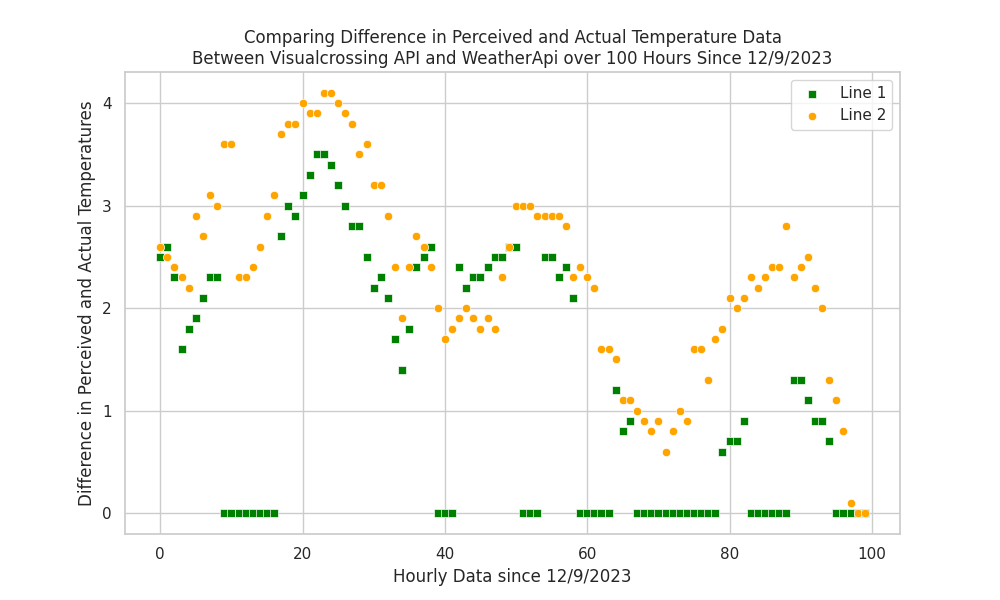 Comparing Difference in Perceived and Actual Temperature Data
Between Visualcrossing API and WeatherApi over 100 Hours Since 12/9/2023
Line 1
Line 2
Difference in Perceived and Actual Temperatures
4
3
2
1
0
0 20 40 60 80 100
Hourly Data since 12/9/2023